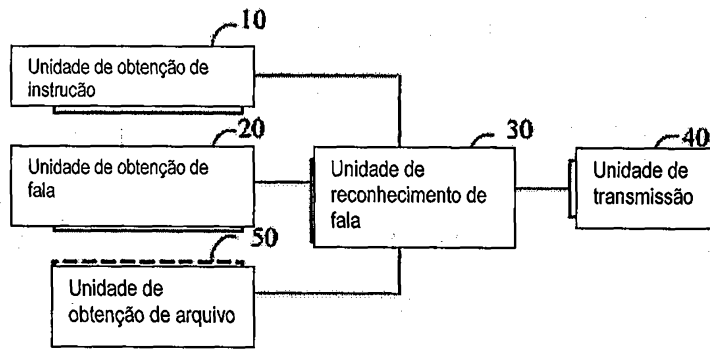 10
Unidade de obtenção de
instrucão
20
Unidade de obtenção de
fala
30
Unidade de
reconhecimento de
fala
40
Unidade de
transmissão
50
Unidade de
obtenção de arquivo